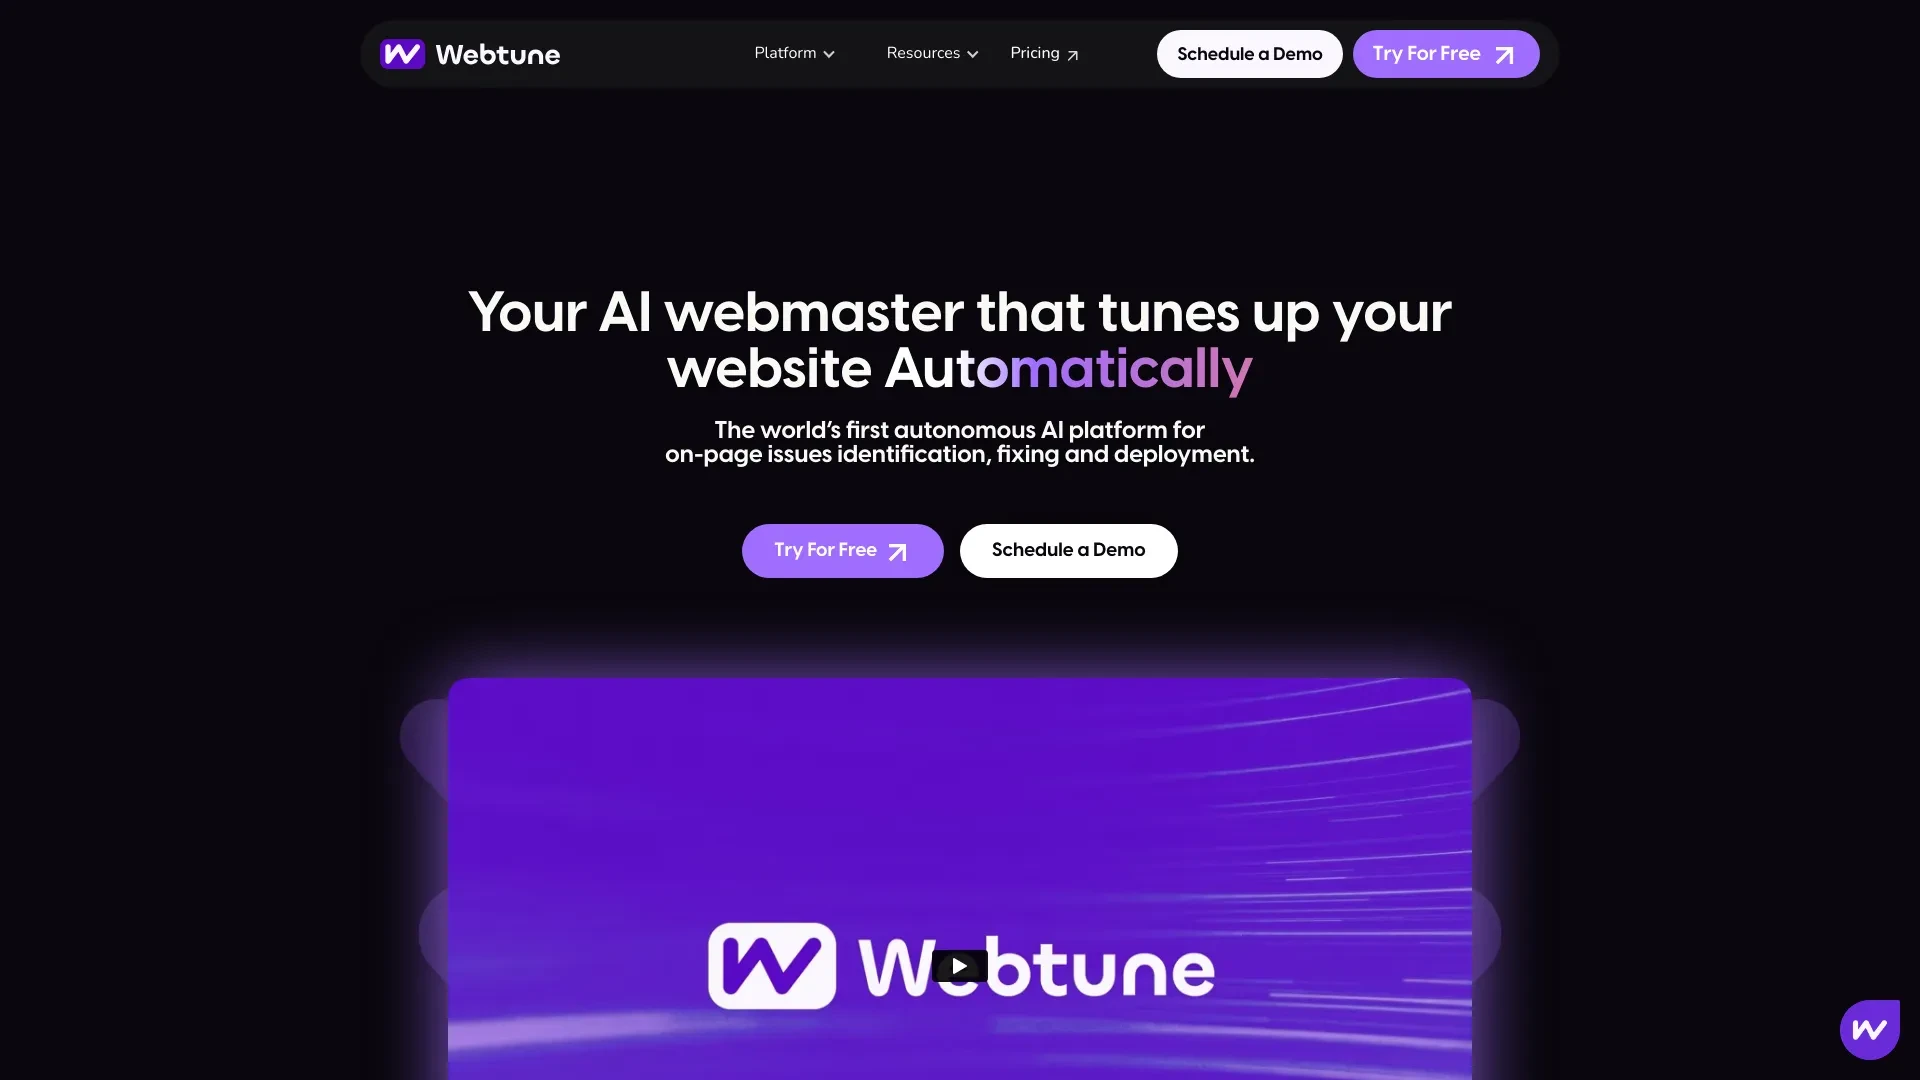 Webtune
Platform
Resources
Pricing
Schedule a Demo
Try For Free
Your AI webmaster that tunes up your
website Automatically
The world’s first autonomous AI platform for
on-page issues identification, fixing and deployment.
Try For Free
Schedule a Demo
Webtune